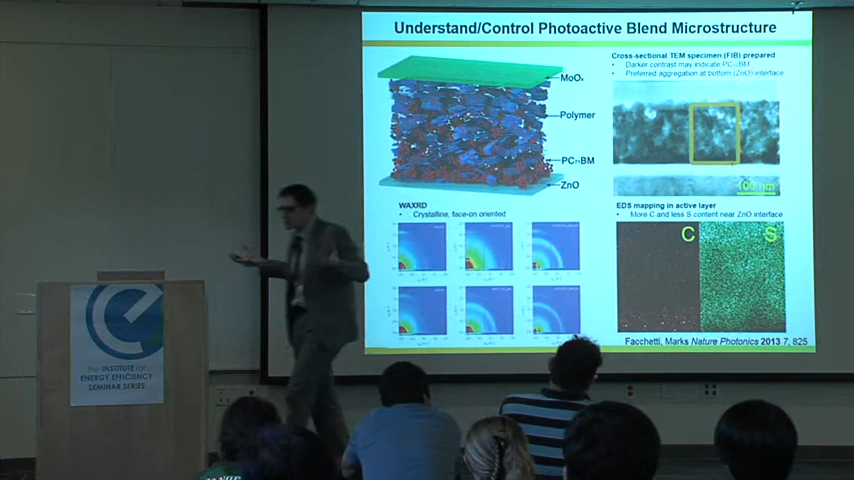 Understand/Control Photoactive Blend Microstructure
Cross-sectional TEM specimen (FIB) prepared
• Darker contrast may indicate PC₇₁BM
• Preferred aggregation at bottom (ZnO) interface
MoOₓ
Polymer
PC₇₁BM
ZnO
100 nm
WAXRD
• Crystalline, face-on oriented
EDS mapping in active layer
• More C and less S content near ZnO interface
C
S
Facchetti, Marks Nature Photonics 2013 7, 825
the INSTITUTE for
ENERGY EFFICIENCY
SEMINAR SERIES